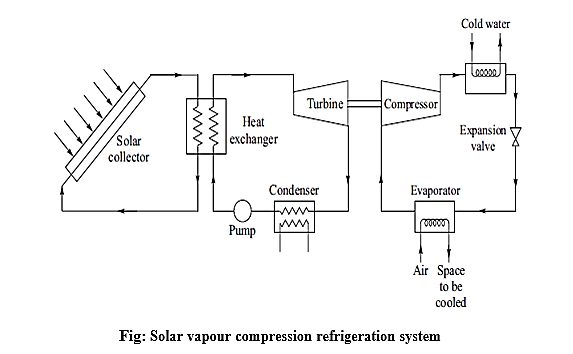 Cold water
Turbine
Compressor
Heat
exchanger
Solar
collector
Expansion
valve
Condenser
Evaporator
Pump
Air Space
to be
cooled
Fig: Solar vapour compression refrigeration system